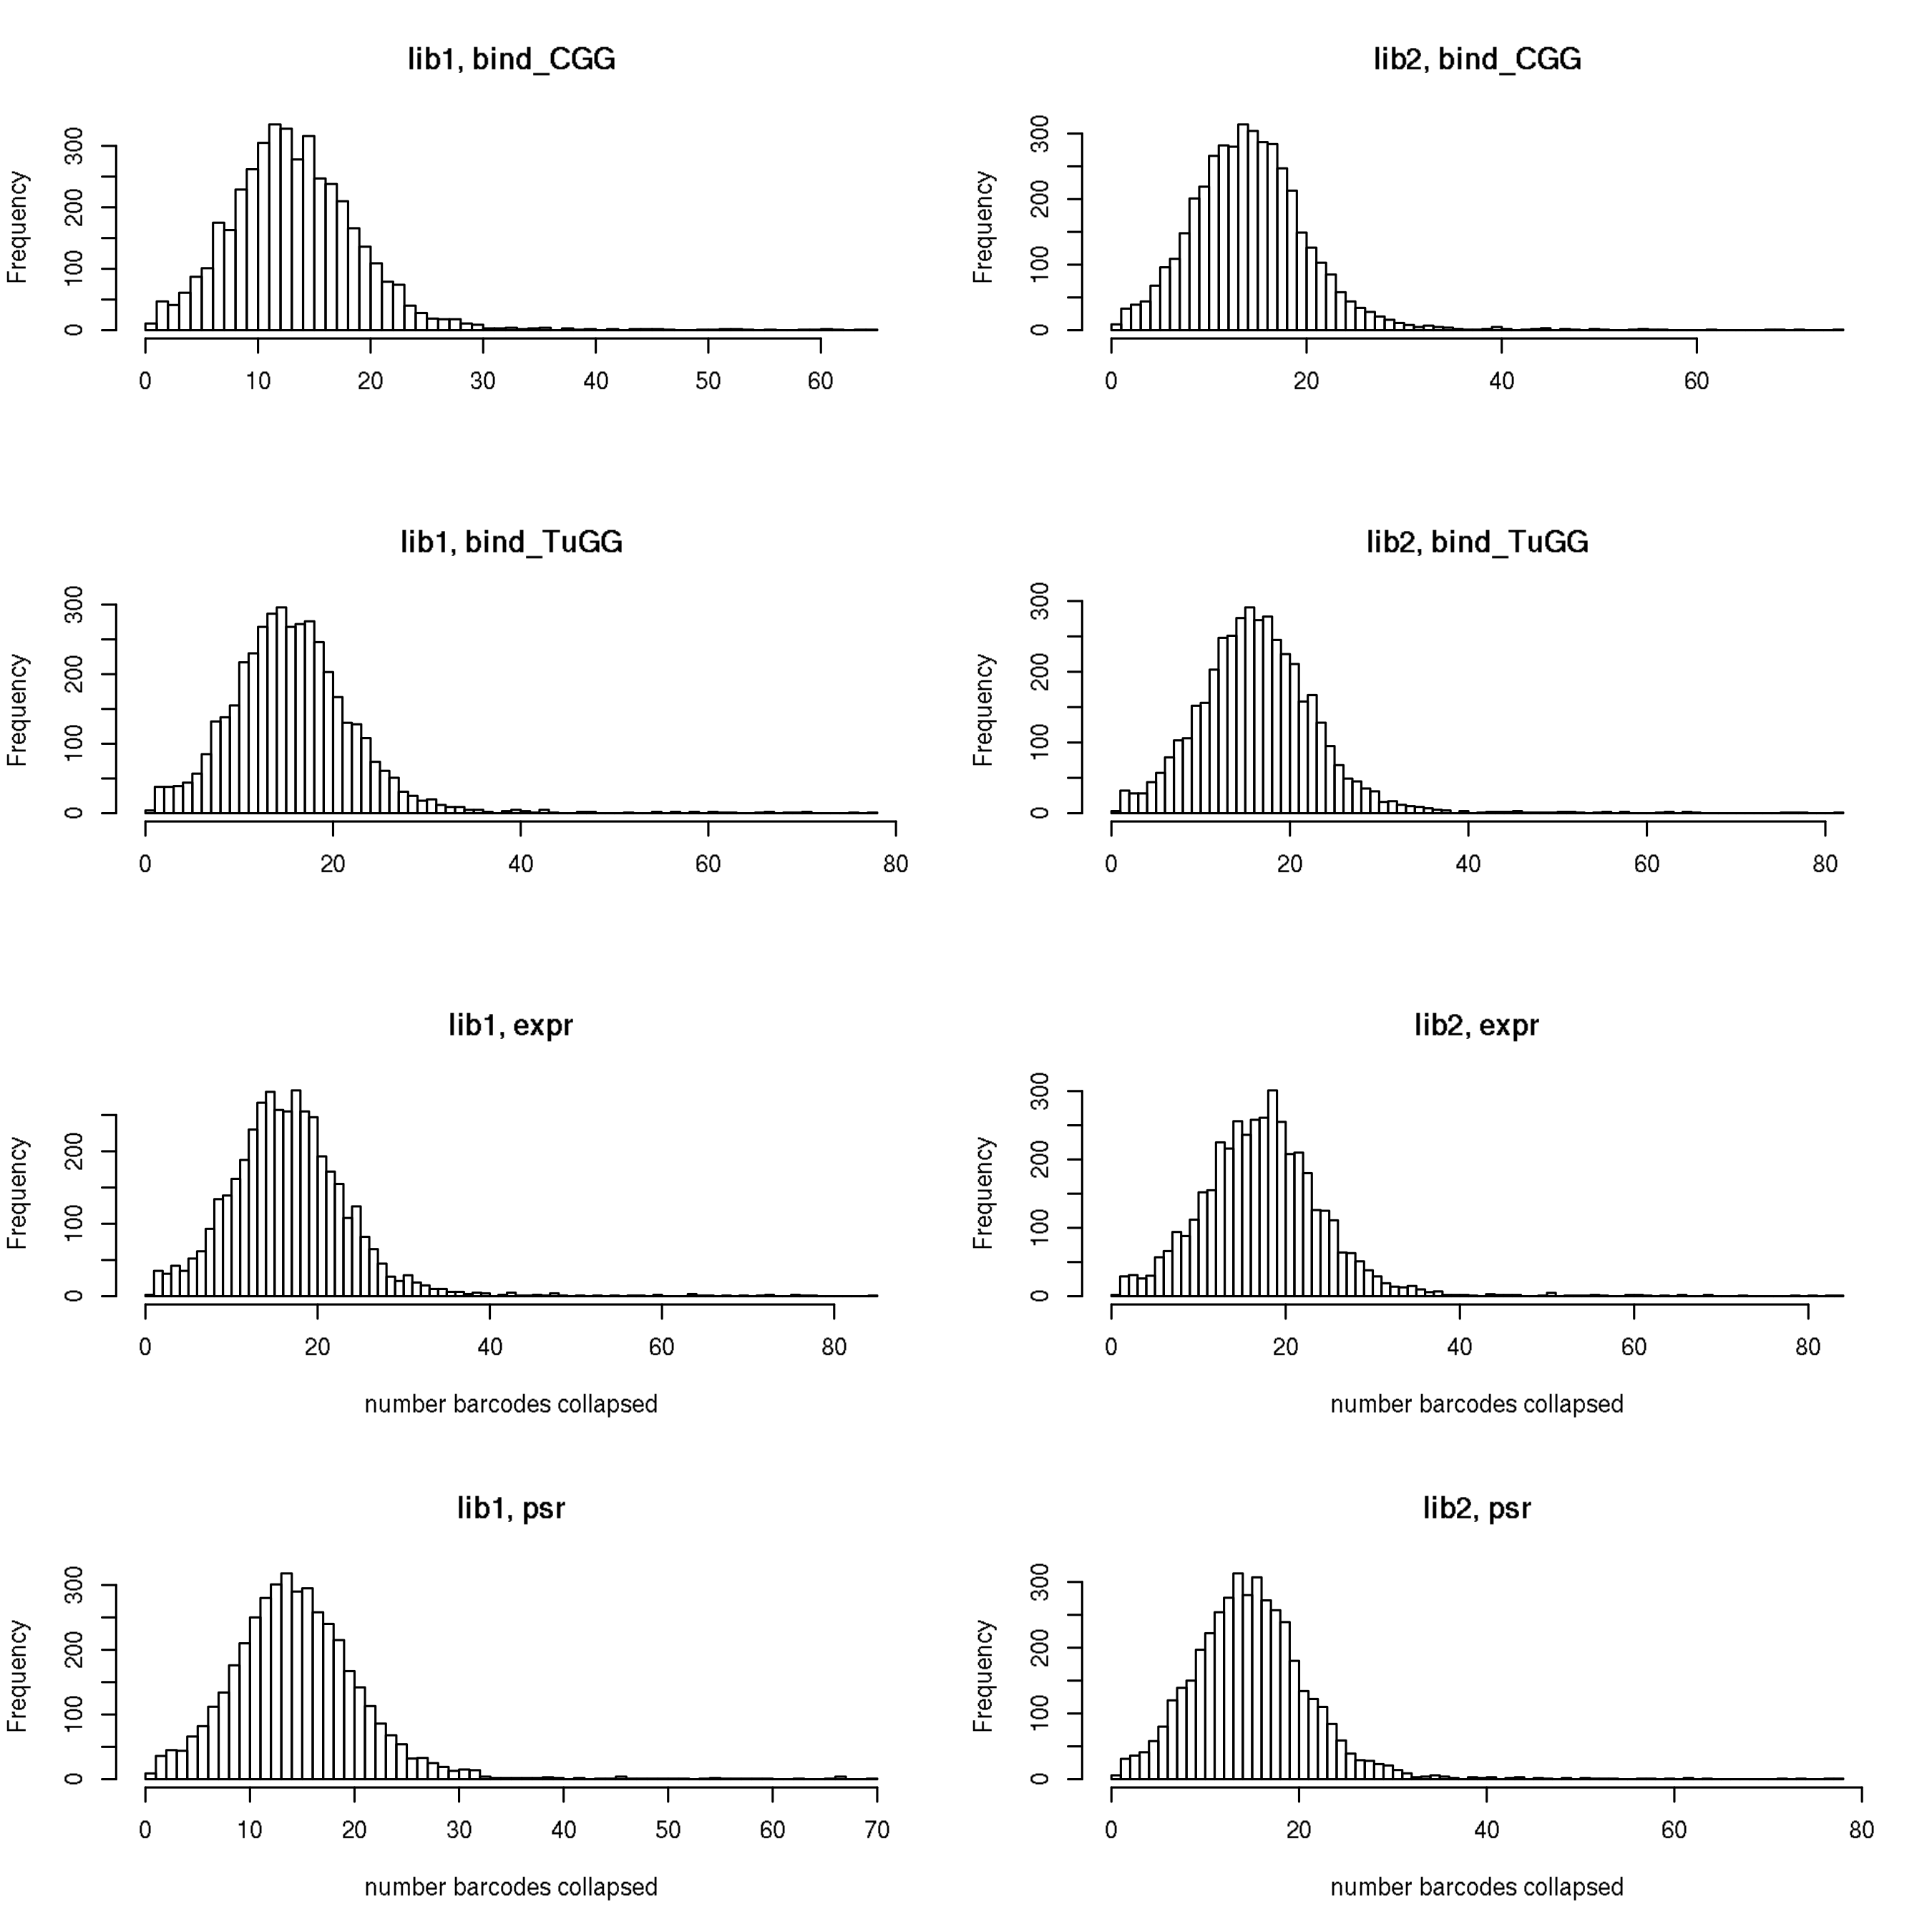 lib1, bind_CGG
Frequency
0 100 200 300
0 10 20 30 40 50 60
lib2, bind_CGG
Frequency
0 100 200 300
0 20 40 60
lib1, bind_TuGG
Frequency
0 100 200 300
0 20 40 60 80
lib2, bind_TuGG
Frequency
0 100 200 300
0 20 40 60 80
lib1, expr
Frequency
0 100 200
0 20 40 60 80
number barcodes collapsed
lib2, expr
Frequency
0 100 200 300
0 20 40 60 80
number barcodes collapsed
lib1, psr
Frequency
0 100 200 300
0 10 20 30 40 50 60 70
number barcodes collapsed
lib2, psr
Frequency
0 100 200 300
0 20 40 60 80
number barcodes collapsed